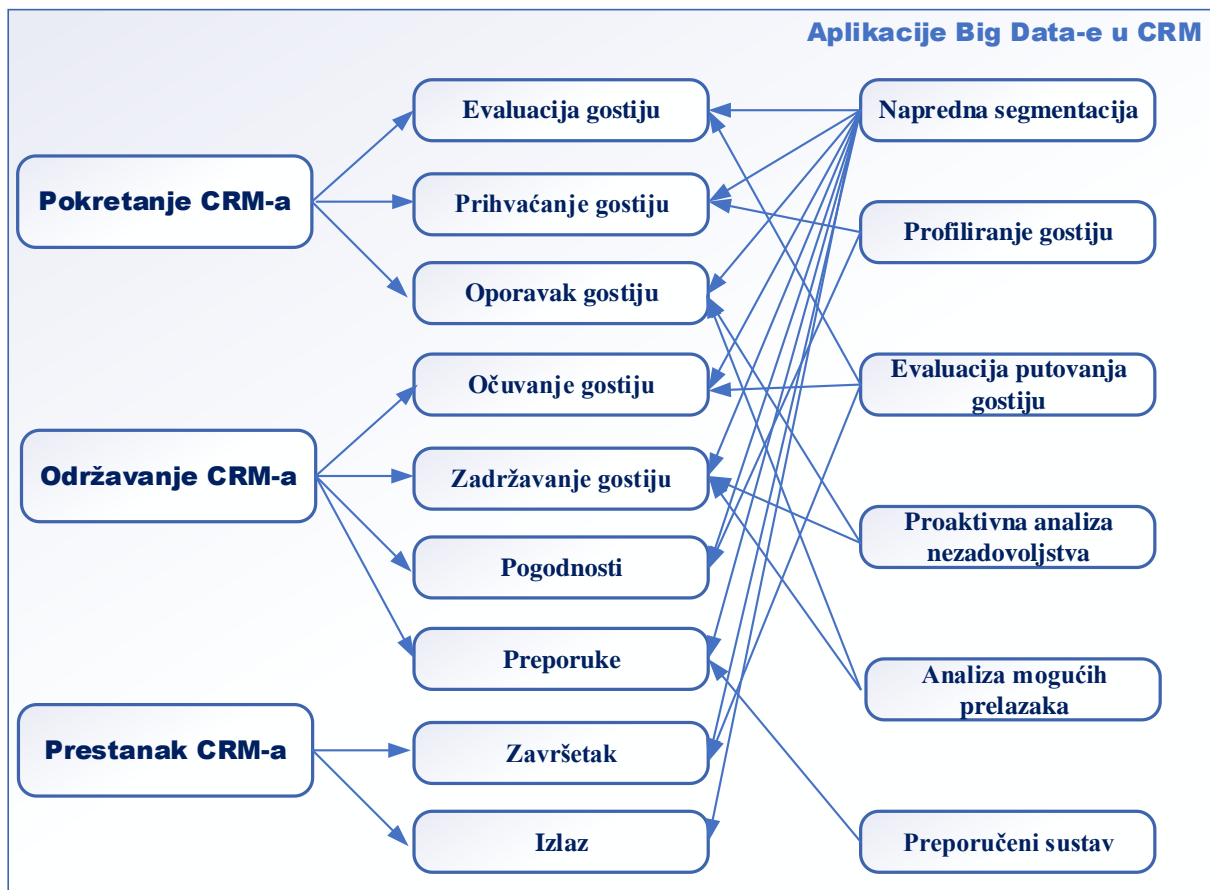 Aplikacije Big Data-e u CRM
Pokretanje CRM-a
Održavanje CRM-a
Prestanak CRM-a
Evaluacija gostiju
Prihvaćanje gostiju
Oporavak gostiju
Očuvanje gostiju
Zadržavanje gostiju
Pogodnosti
Preporuke
Završetak
Izlaz
Napredna segmentacija
Profiliranje gostiju
Evaluacija putovanja
gostiju
Proaktivna analiza
nezadovoljstva
Analiza mogućih
prelazaka
Preporučeni sustav